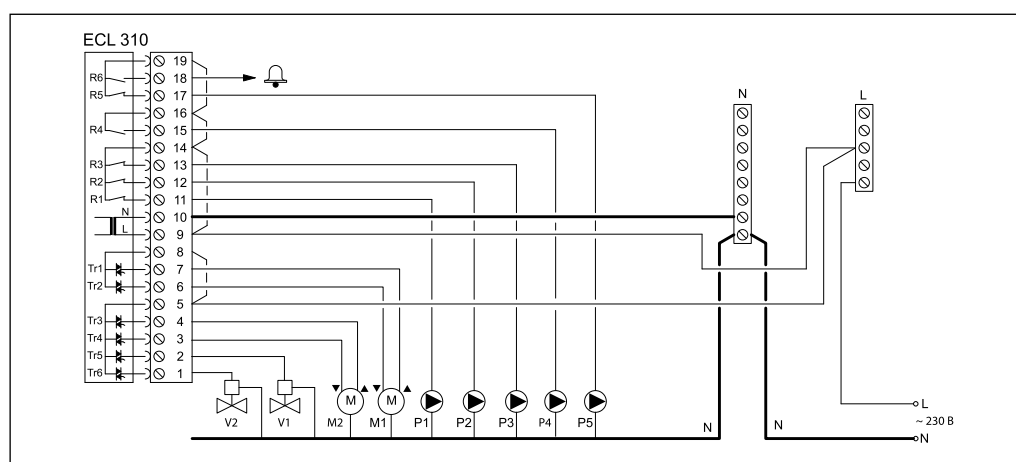 ECL 310
19
R6 18
R5 17 N L
16
R4 15
14
R3 13
R2 12
R1 11
N 10
L 9
8
Tr1 7
Tr2 6
5
Tr3 4
Tr4 3
Tr5 2
Tr6 1
M M
V2 V1 M2 M1 P1 P2 P3 P4 P5
L
~ 230 В
N N N